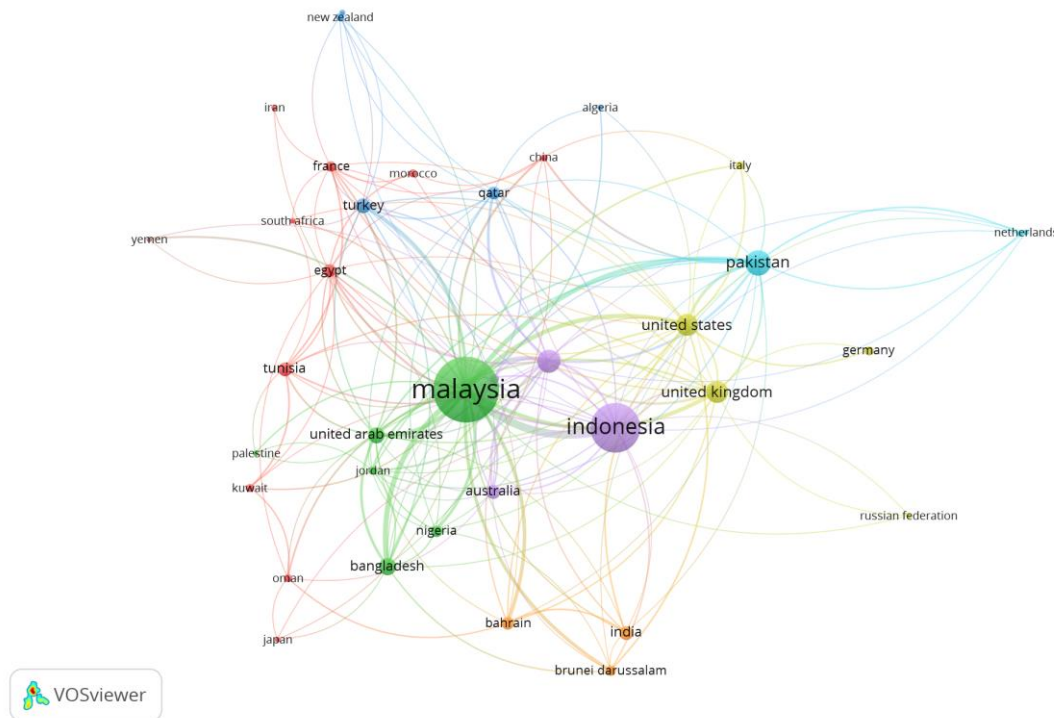 new zealand
iran
algeria
france
morocco
china
italy
turkey
qatar
south africa
yemen
netherlands
egypt
pakistan
united states
germany
tunisia
malaysia
united kingdom
indonesia
united arab emirates
palestine
jordan
kuwait
australia
russian federation
nigeria
bangladesh
oman
bahrain
india
japan
brunei darussalam
VOSviewer